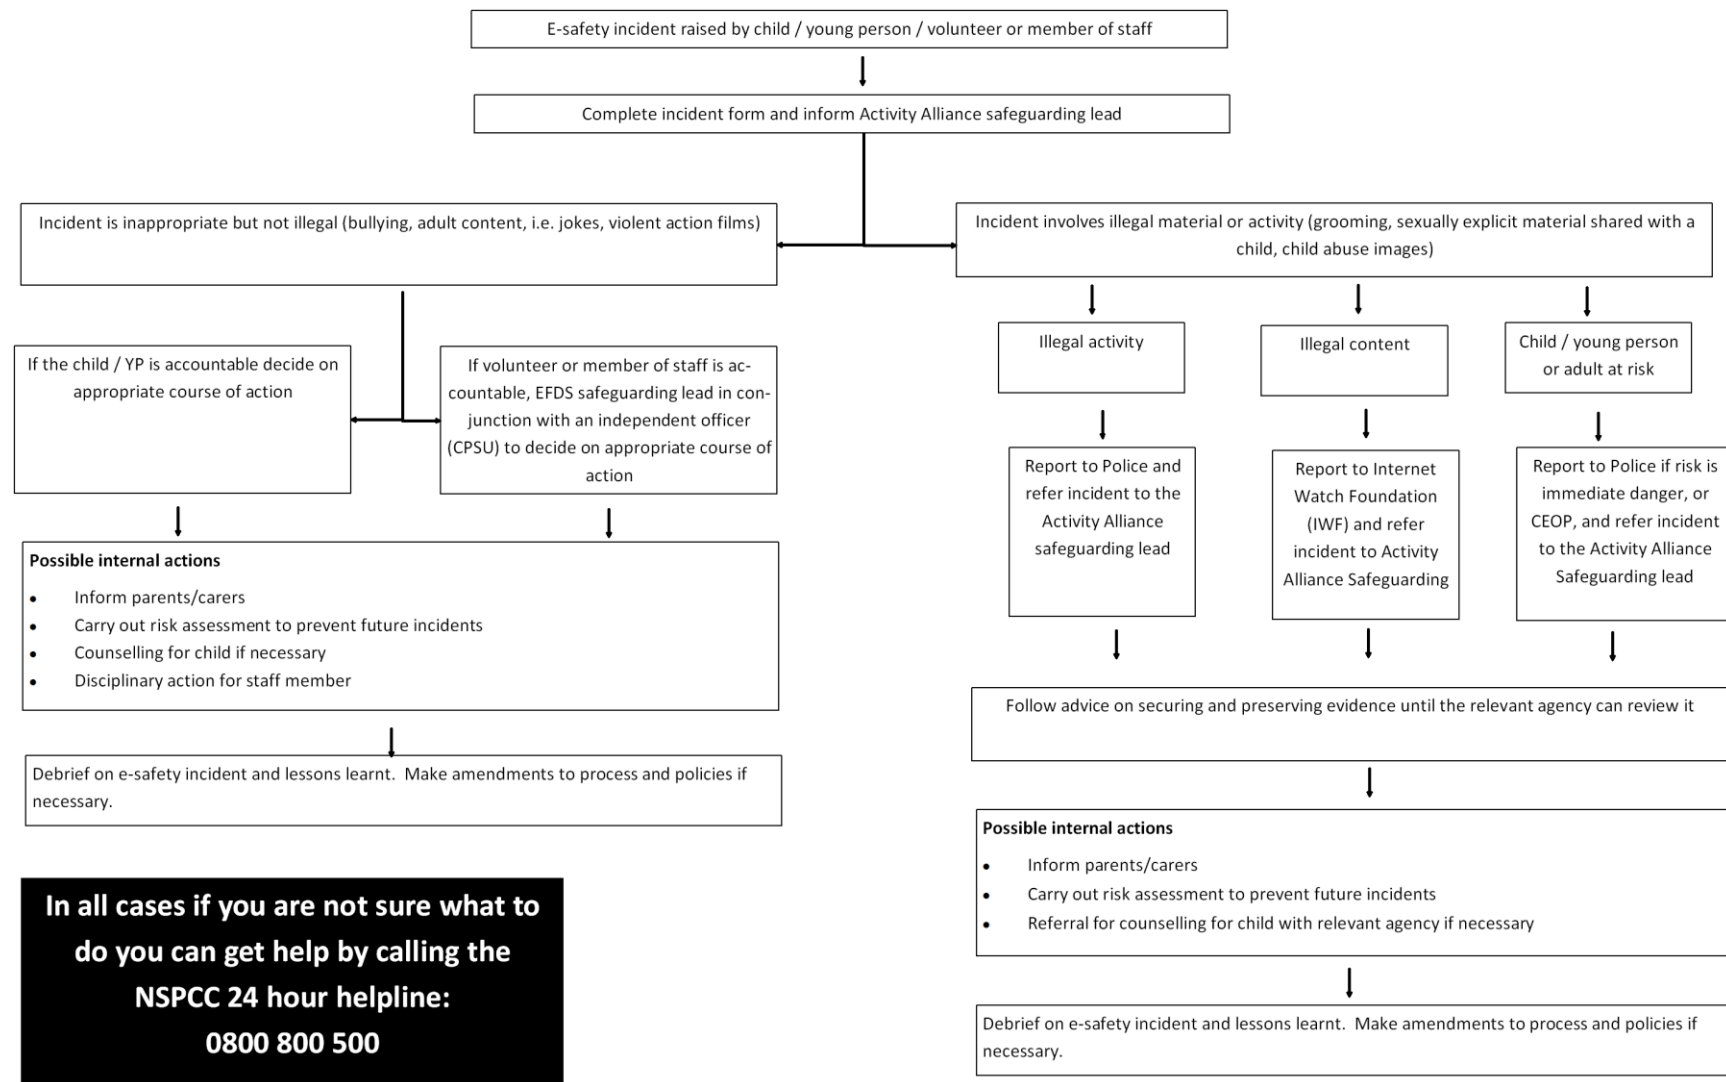 E-safety incident raised by child / young person / volunteer or member of staff
Complete incident form and inform Activity Alliance safeguarding lead
Incident is inappropriate but not illegal (bullying, adult content, i.e. jokes, violent action films)
Incident involves illegal material or activity (grooming, sexually explicit material shared with a
child, child abuse images)
If the child / YP is accountable decide on
appropriate course of action
If volunteer or member of staff is ac-
countable, EFDS safeguarding lead in con-
junction with an independent officer
(CPSU) to decide on appropriate course of
action
Illegal activity
Illegal content
Child / young person
or adult at risk
Report to Police and
refer incident to the
Activity Alliance
safeguarding lead
Report to Internet
Watch Foundation
(IWF) and refer
incident to Activity
Alliance Safeguarding
Report to Police if risk is
immediate danger, or
CEOP, and refer incident
to the Activity Alliance
Safeguarding lead
Possible internal actions
• Inform parents/carers
• Carry out risk assessment to prevent future incidents
• Counselling for child if necessary
• Disciplinary action for staff member
Debrief on e-safety incident and lessons learnt. Make amendments to process and policies if
necessary.
Follow advice on securing and preserving evidence until the relevant agency can review it
Possible internal actions
• Inform parents/carers
• Carry out risk assessment to prevent future incidents
• Referral for counselling for child with relevant agency if necessary
Debrief on e-safety incident and lessons learnt. Make amendments to process and policies if
necessary.
In all cases if you are not sure what to
do you can get help by calling the
NSPCC 24 hour helpline:
0800 800 500